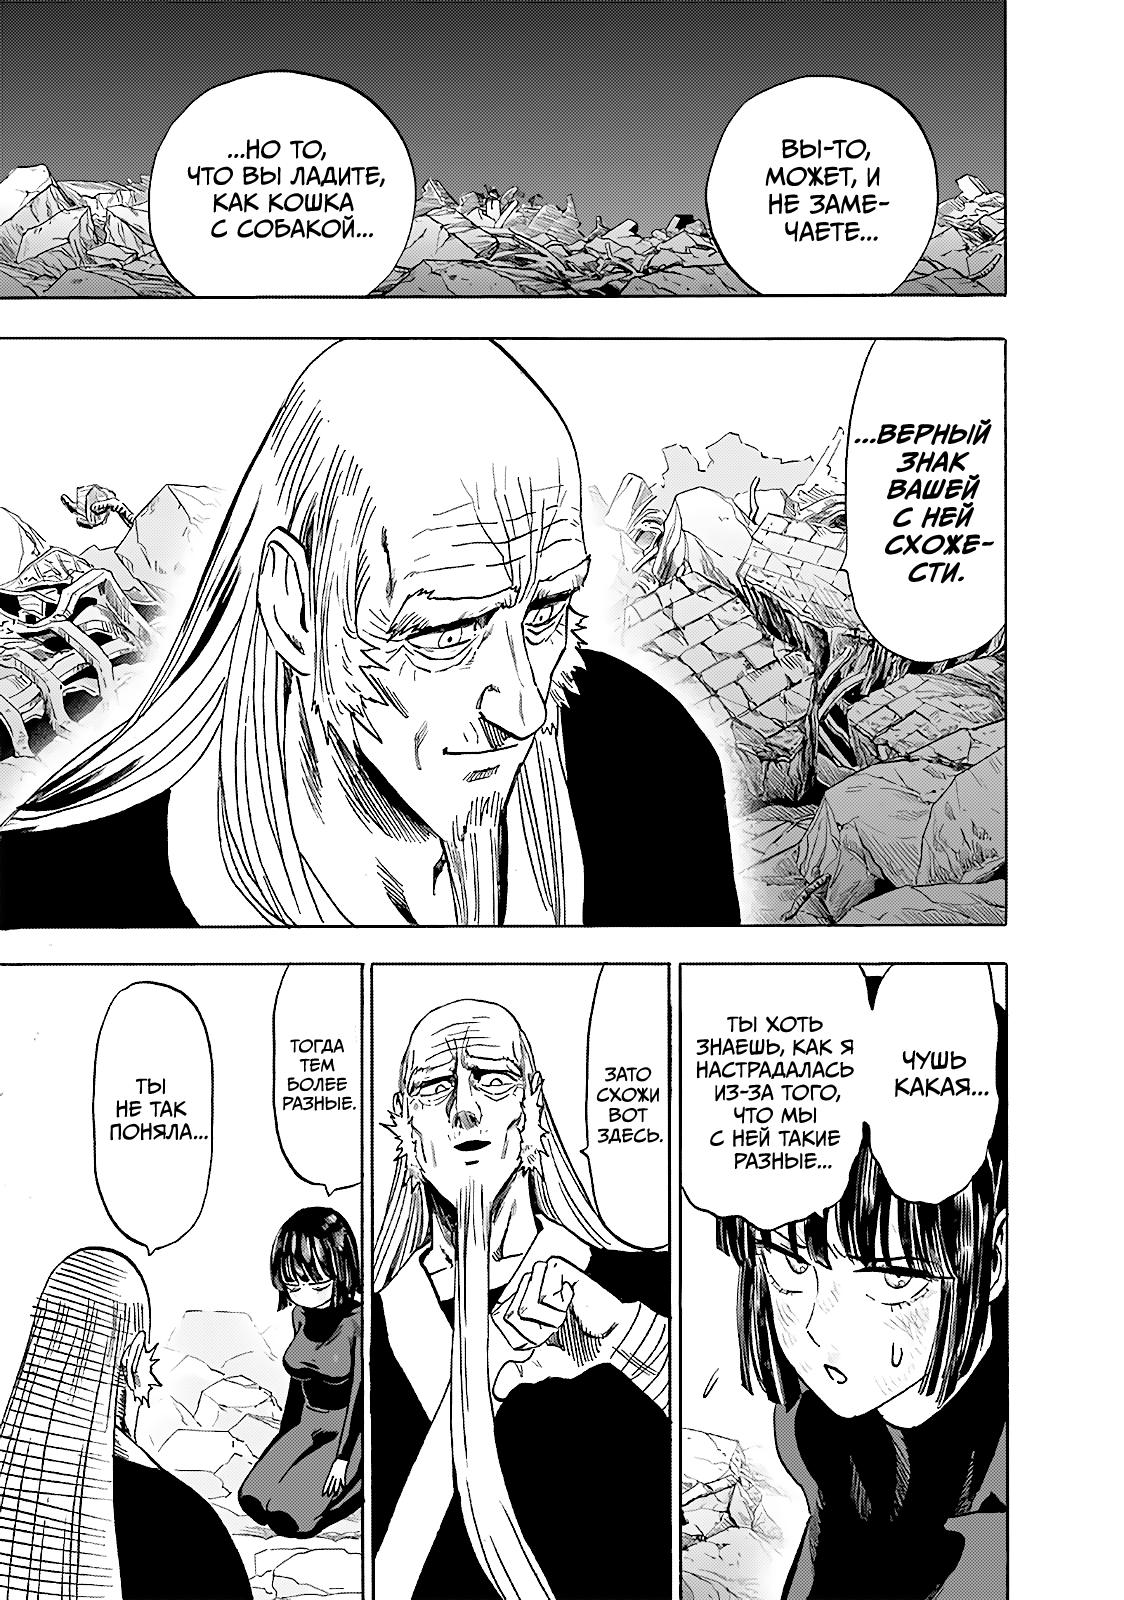 ВЫ-ТО,
МОЖЕТ, И
НЕ ЗАМЕ-
ЧАЕТЕ...
...НО ТО,
ЧТО ВЫ ЛАДИТЕ,
КАК КОШКА
С СОБАКОЙ...
...ВЕРНЫЙ
ЗНАК
ВАШЕЙ
С НЕЙ
СХОЖЕ-
СТИ.
ЧУШЬ
КАКАЯ...
ТЫ ХОТЬ
ЗНАЕШЬ, КАК Я
НАСТРАДАЛАСЬ
ИЗ-ЗА ТОГО,
ЧТО МЫ
С НЕЙ ТАКИЕ
РАЗНЫЕ...
ЗАТО
СХОЖИ
ВОТ
ЗДЕСЬ.
ТОГДА
ТЕМ
БОЛЕЕ
РАЗНЫЕ.
ТЫ
НЕ ТАК
ПОНЯЛА...